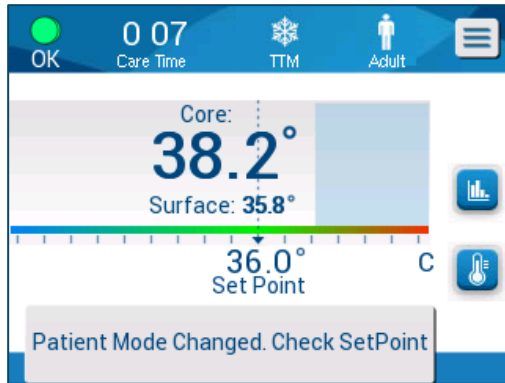 OK
0 07
Care Time
TTM
Adult
Core:
38.2°
Surface: 35.8°
36.0°
C
Set Point
Patient Mode Changed. Check SetPoint